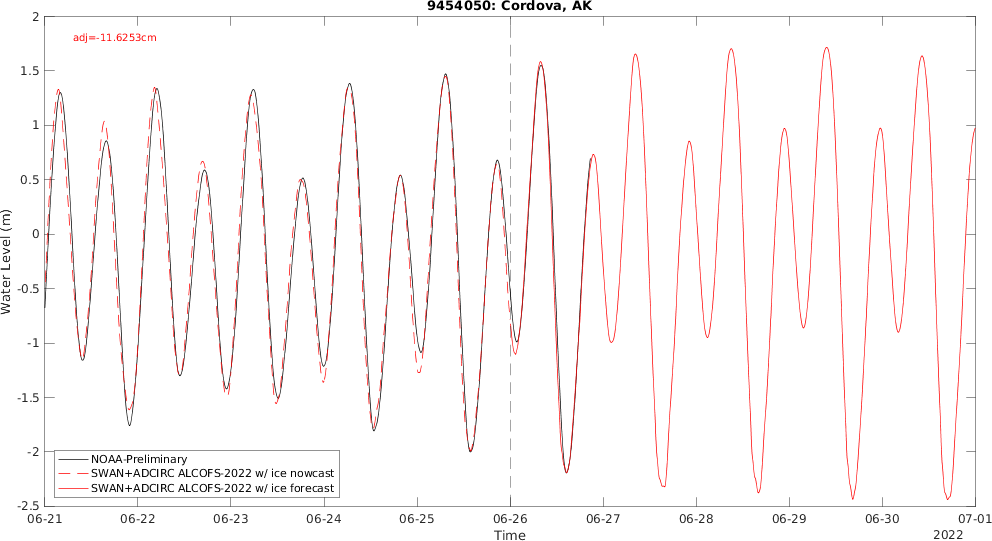 9454050: Cordova, AK
adj=-11.6253cm
Water Level (m)
2
1.5
1
0.5
0
-0.5
-1
-1.5
-2
-2.5
NOAA-Preliminary
SWAN+ADCIRC ALCOFS-2022 w/ ice nowcast
SWAN+ADCIRC ALCOFS-2022 w/ ice forecast
06-21 06-22 06-23 06-24 06-25 06-26 06-27 06-28 06-29 06-30 07-01
Time
2022